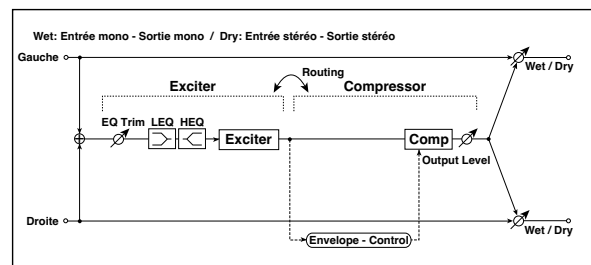 Wet: Entrée mono - Sortie mono / Dry: Entrée stéréo - Sortie stéréo
Gauche
Wet / Dry
Routing
Exciter
Compressor
EQ Trim
LEQ
HEQ
Exciter
Comp
Output Level
Droite
Wet / Dry
Envelope - Control